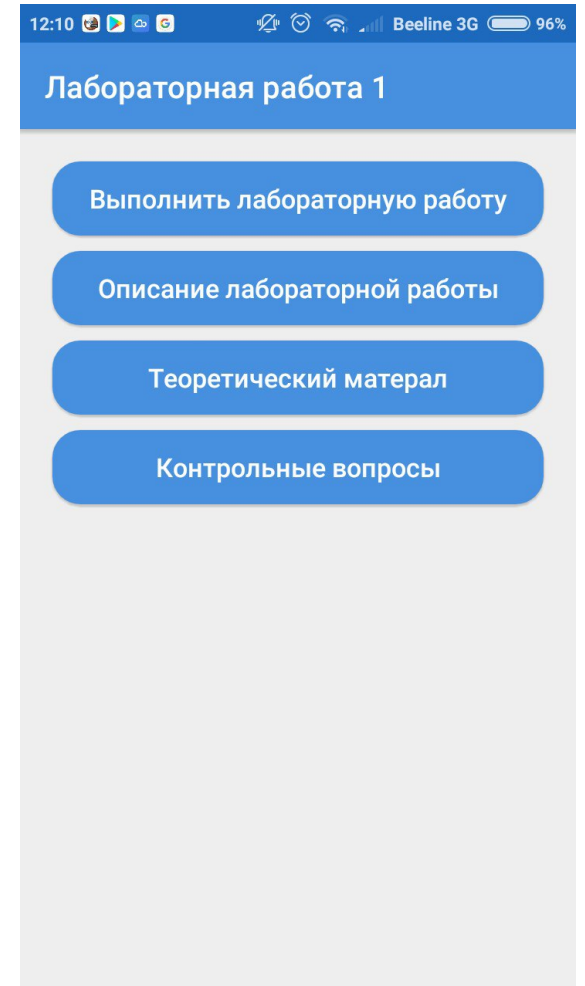 12:10 Beeline 3G 96%
Лабораторная работа 1
Выполнить лабораторную работу
Описание лабораторной работы
Теоретический матерал
Контрольные вопросы